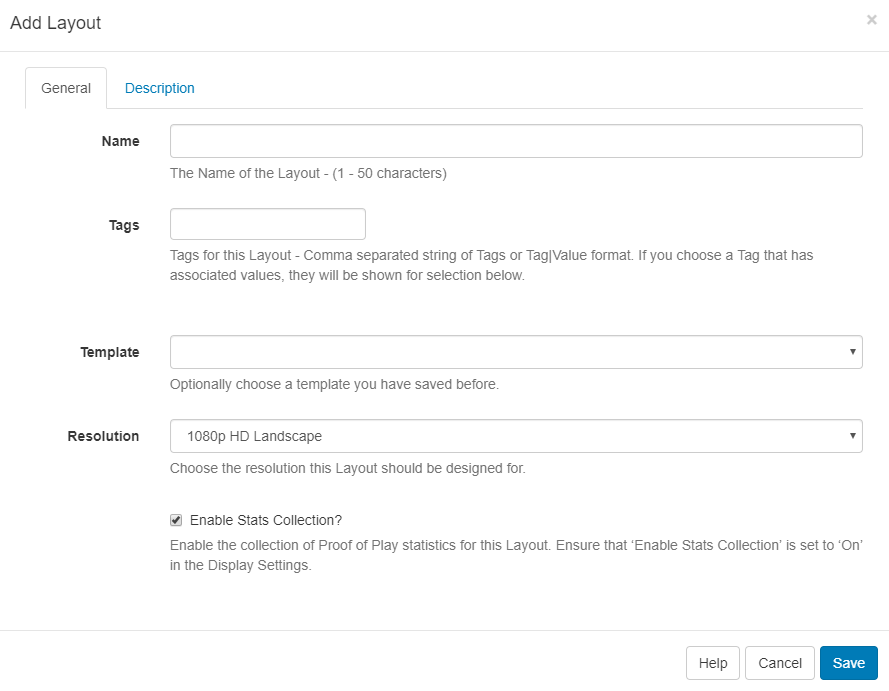 Add Layout
×
General
Description
Name
The Name of the Layout - (1 - 50 characters)
Tags
Tags for this Layout - Comma separated string of Tags or Tag|Value format. If you choose a Tag that has
associated values, they will be shown for selection below.
Template
Optionally choose a template you have saved before.
Resolution
1080p HD Landscape
Choose the resolution this Layout should be designed for.
Enable Stats Collection?
Enable the collection of Proof of Play statistics for this Layout. Ensure that ‘Enable Stats Collection’ is set to ‘On’
in the Display Settings.
Help
Cancel
Save